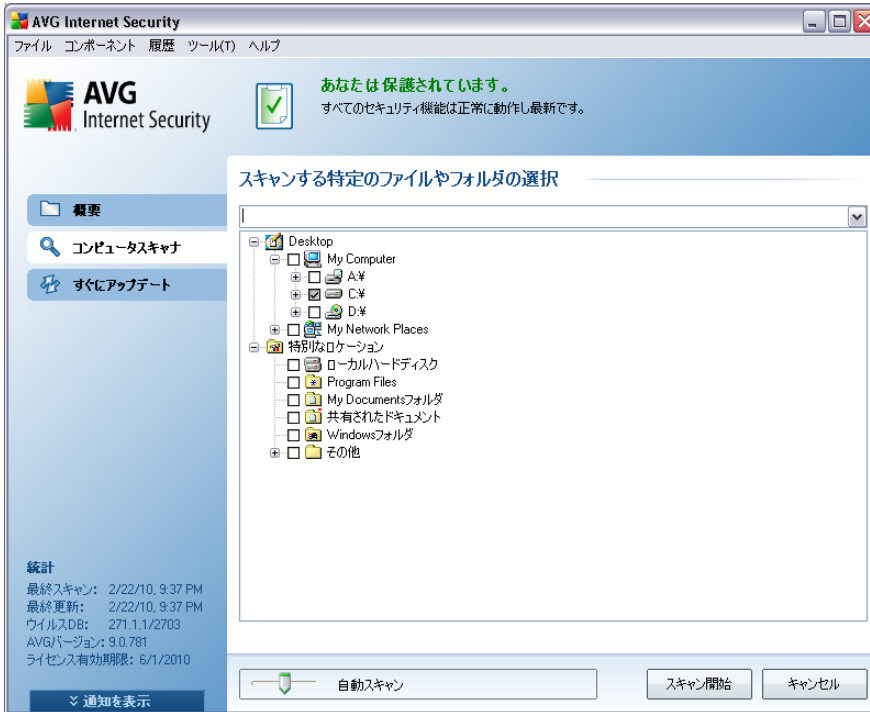 AVG Internet Security
ファイル コンポーネント 履歴 ツール(T) ヘルプ
AVG
Internet Security
あなたは保護されています。
すべてのセキュリティ機能は正常に動作し最新です。
概要
コンピュータスキャナ
すぐにアップデート
スキャンする特定のファイルやフォルダの選択
Desktop
My Computer
A:¥
C:¥
D:¥
My Network Places
特別なロケーション
ローカルハードディスク
Program Files
My Documentsフォルダ
共有されたドキュメント
Windowsフォルダ
その他
統計
最終スキャン: 2/22/10, 9:37 PM
最終更新: 2/22/10, 9:37 PM
ウイルスDB: 271.1.1/2703
AVGバージョン: 9.0.781
ライセンス有効期限: 6/1/2010
通知を表示
自動スキャン
スキャン開始
キャンセル